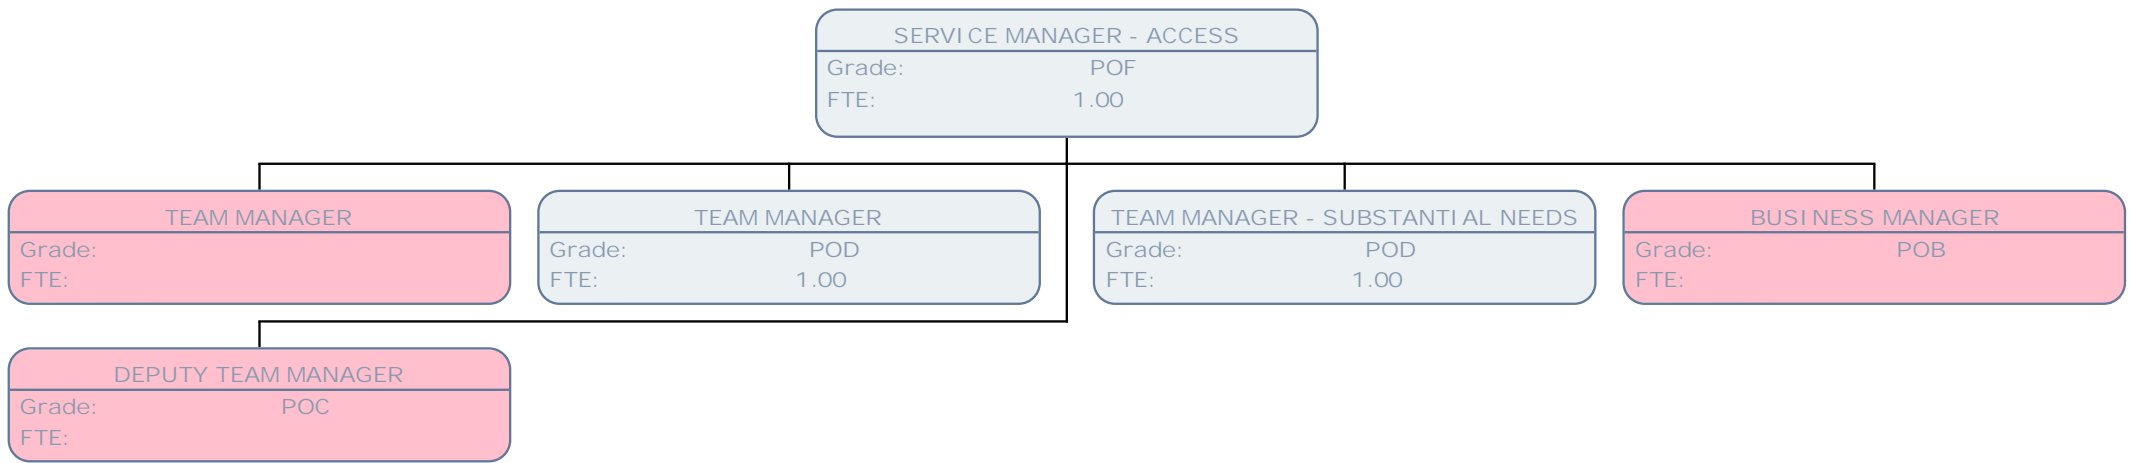 SERVICE MANAGER - ACCESS
Grade: POF
FTE: 1.00
TEAM MANAGER
Grade:
FTE:
TEAM MANAGER
Grade: POD
FTE: 1.00
TEAM MANAGER - SUBSTANTIAL NEEDS
Grade: POD
FTE: 1.00
BUSINESS MANAGER
Grade: POB
FTE:
DEPUTY TEAM MANAGER
Grade: POC
FTE: